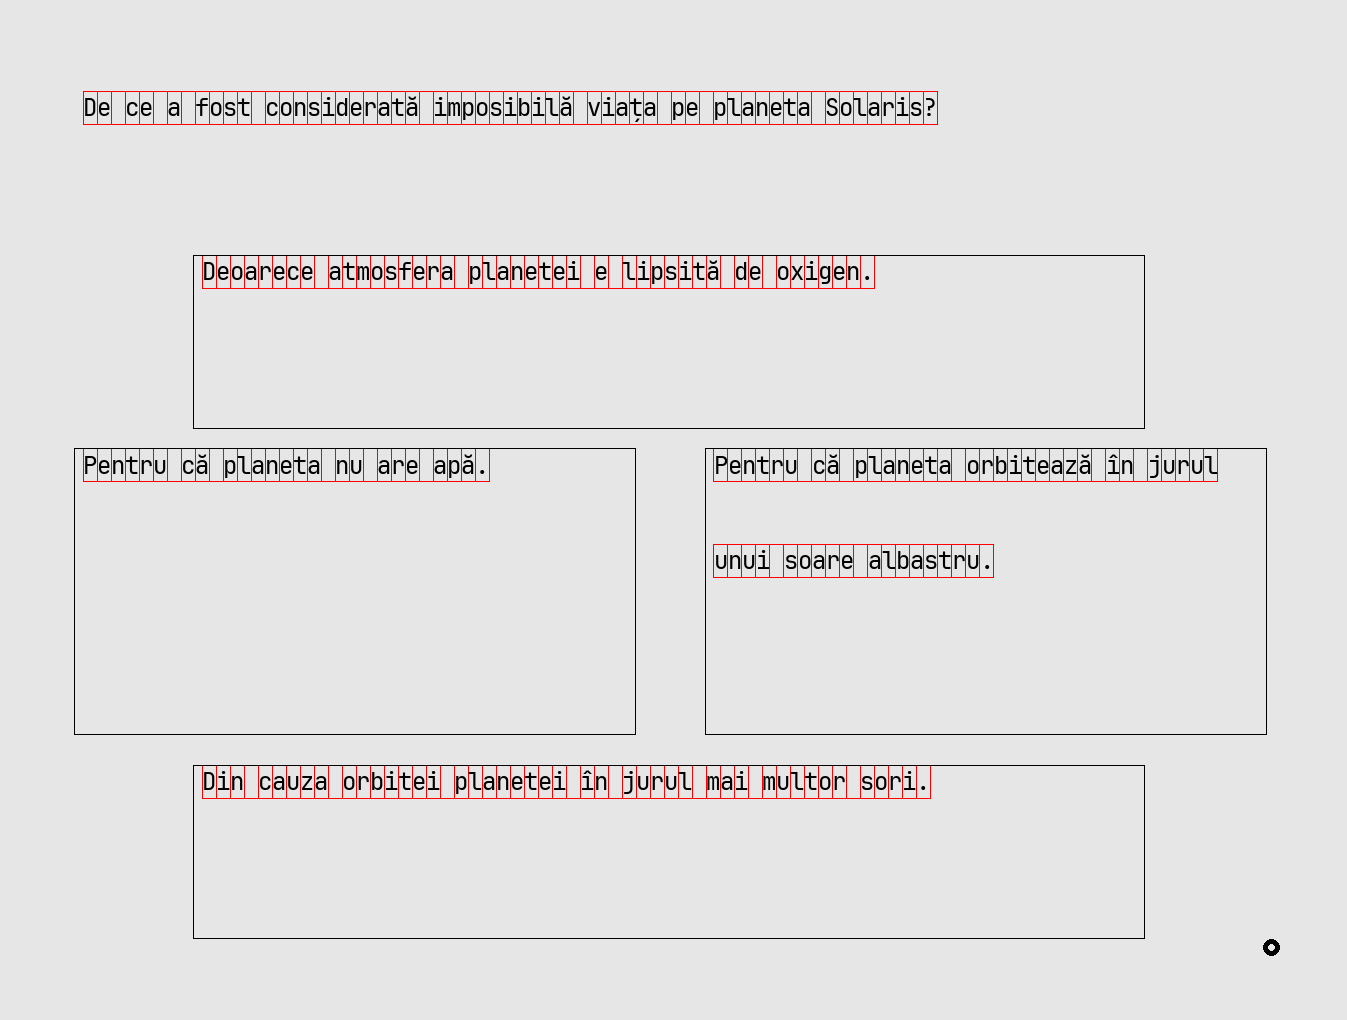 De ce a fost considerată imposibilă viața pe planeta Solaris?
Deoarece atmosfera planetei e lipsită de oxigen.
Pentru că planeta nu are apă.
Pentru că planeta orbitează în jurul
unui soare albastru.
Din cauza orbitei planetei în jurul mai multor sori.